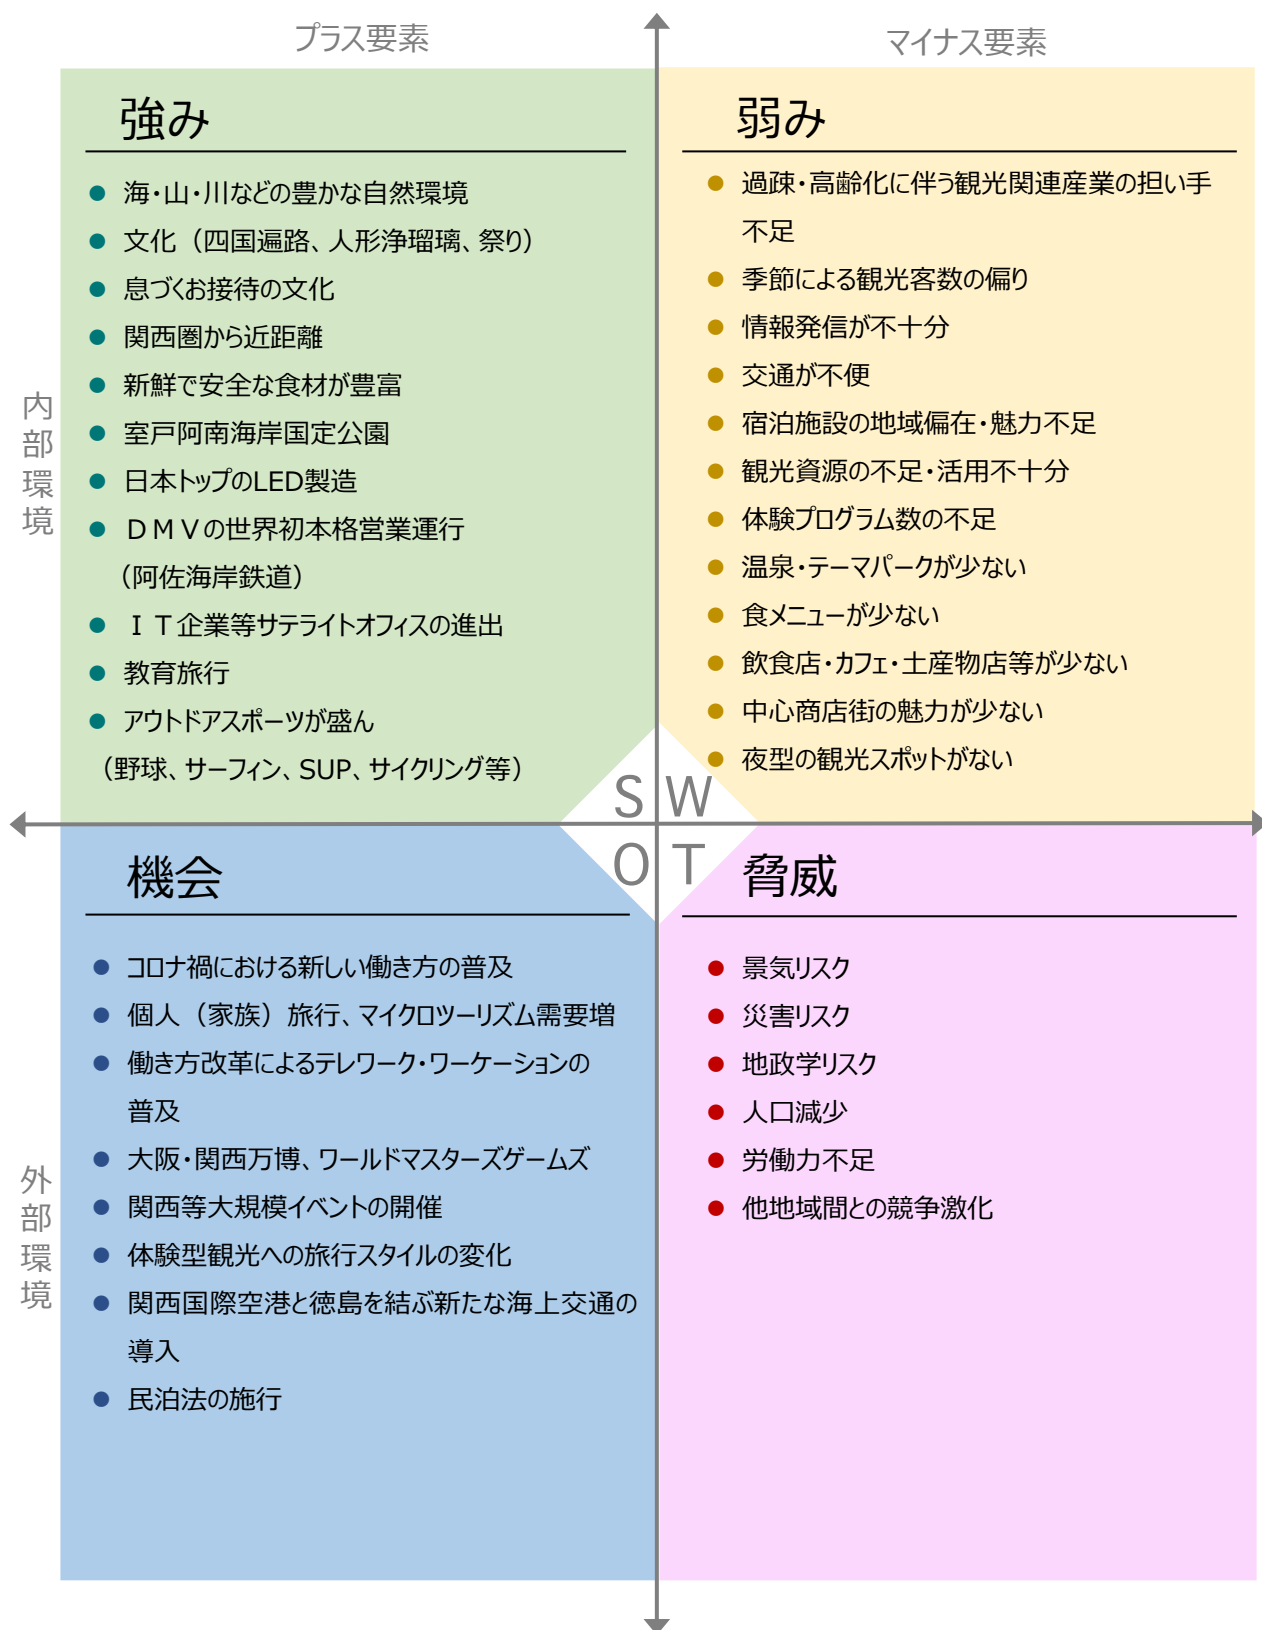 プラス要素
マイナス要素
内部環境
強み
● 海・山・川などの豊かな自然環境
● 文化（四国遍路、人形浄瑠璃、祭り）
● 息づくお接待の文化
● 関西圏から近距離
● 新鮮で安全な食材が豊富
● 室戸阿南海岸国定公園
● 日本トップのLED製造
● ＤＭＶの世界初本格営業運行
（阿佐海岸鉄道）
● ＩＴ企業等サテライトオフィスの進出
● 教育旅行
● アウトドアスポーツが盛ん
（野球、サーフィン、SUP、サイクリング等）
弱み
● 過疎・高齢化に伴う観光関連産業の担い手
不足
● 季節による観光客数の偏り
● 情報発信が不十分
● 交通が不便
● 宿泊施設の地域偏在・魅力不足
● 観光資源の不足・活用不十分
● 体験プログラム数の不足
● 温泉・テーマパークが少ない
● 食メニューが少ない
● 飲食店・カフェ・土産物店等が少ない
● 中心商店街の魅力が少ない
● 夜型の観光スポットがない
S W
O T
外部環境
機会
● コロナ禍における新しい働き方の普及
● 個人（家族）旅行、マイクロツーリズム需要増
● 働き方改革によるテレワーク・ワーケーションの
普及
● 大阪・関西万博、ワールドマスターズゲームズ
● 関西等大規模イベントの開催
● 体験型観光への旅行スタイルの変化
● 関西国際空港と徳島を結ぶ新たな海上交通の
導入
● 民泊法の施行
脅威
● 景気リスク
● 災害リスク
● 地政学リスク
● 人口減少
● 労働力不足
● 他地域間との競争激化